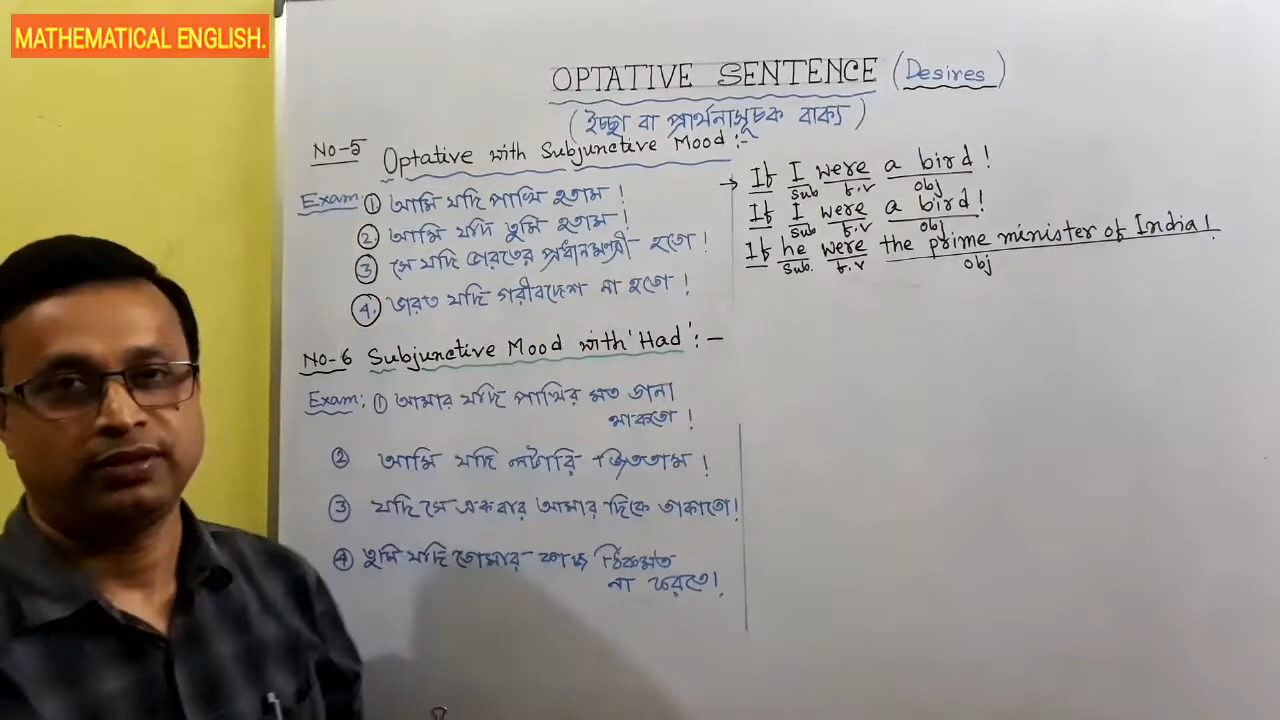 MATHEMATICAL ENGLISH.
OPTATIVE SENTENCE (Desires)
(ইচ্ছা বা প্রার্থনাসূচক বাক্য)
No-5 Optative with Subjunctive Mood :-
Exam: ① আমি যদি পাখি হতাম !
② আমি যদি তুমি হতাম !
③ সে যদি ভারতের প্রধানমন্ত্রী হতো !
④. ভারত যদি গরীবদেশ না হতো !
→ If I were a bird !
Sub f.v obj
If I were a bird !
Sub f.v obj
If he were the prime minister of India !
Sub. f.v obj
No-6 Subjunctive Mood with 'Had' :-
Exam: ① আমার যদি পাখির মত ডানা
থাকতো !
② আমি যদি লটারি জিততাম !
③ যদি সে একবার আমার দিকে তাকাতো!
④ তুমি যদি তোমার কাজ ঠিকমত
না করতে!